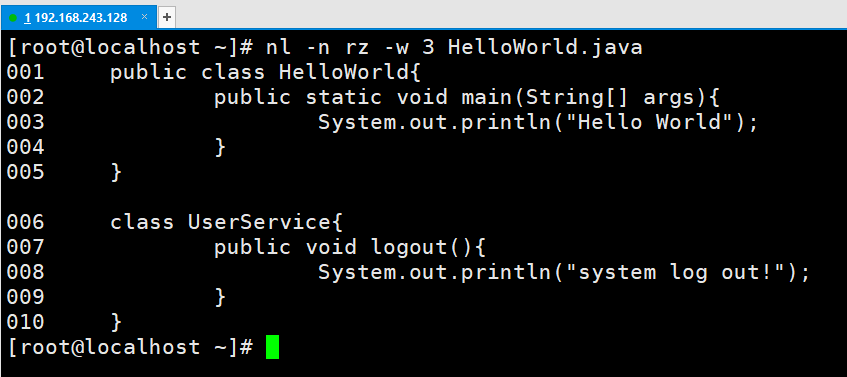 1 192.168.243.128 × +
[root@localhost ~]# nl -n rz -w 3 HelloWorld.java
001     public class HelloWorld{
002             public static void main(String[] args){
003                     System.out.println("Hello World");
004             }
005     }

006     class UserService{
007             public void logout(){
008                     System.out.println("system log out!");
009             }
010     }
[root@localhost ~]#